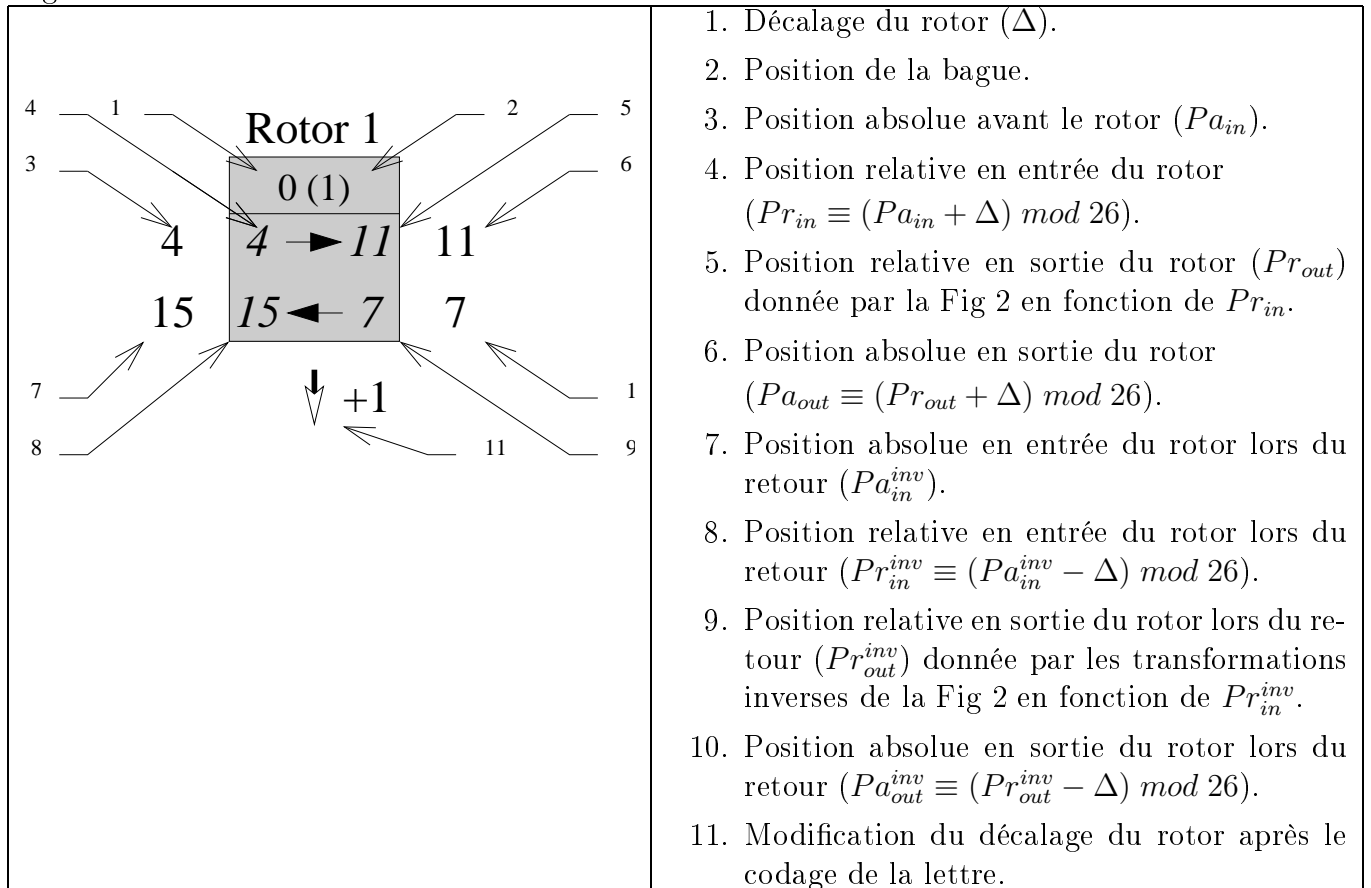 4 1 2 5
Rotor 1
3 6
0 (1)
4 4 11 11
15 15 7 7
7 +1 1
8 11 9
1. Décalage du rotor (Δ).
2. Position de la bague.
3. Position absolue avant le rotor (Pa_in).
4. Position relative en entrée du rotor
(Pr_in ≡ (Pa_in + Δ) mod 26).
5. Position relative en sortie du rotor (Pr_out)
donnée par la Fig 2 en fonction de Pr_in.
6. Position absolue en sortie du rotor
(Pa_out ≡ (Pr_out + Δ) mod 26).
7. Position absolue en entrée du rotor lors du
retour (Pa_in^inv).
8. Position relative en entrée du rotor lors du
retour (Pr_in^inv ≡ (Pa_in^inv − Δ) mod 26).
9. Position relative en sortie du rotor lors du re-
tour (Pr_out^inv) donnée par les transformations
inverses de la Fig 2 en fonction de Pr_in^inv.
10. Position absolue en sortie du rotor lors du
retour (Pa_out^inv ≡ (Pr_out^inv − Δ) mod 26).
11. Modification du décalage du rotor après le
codage de la lettre.